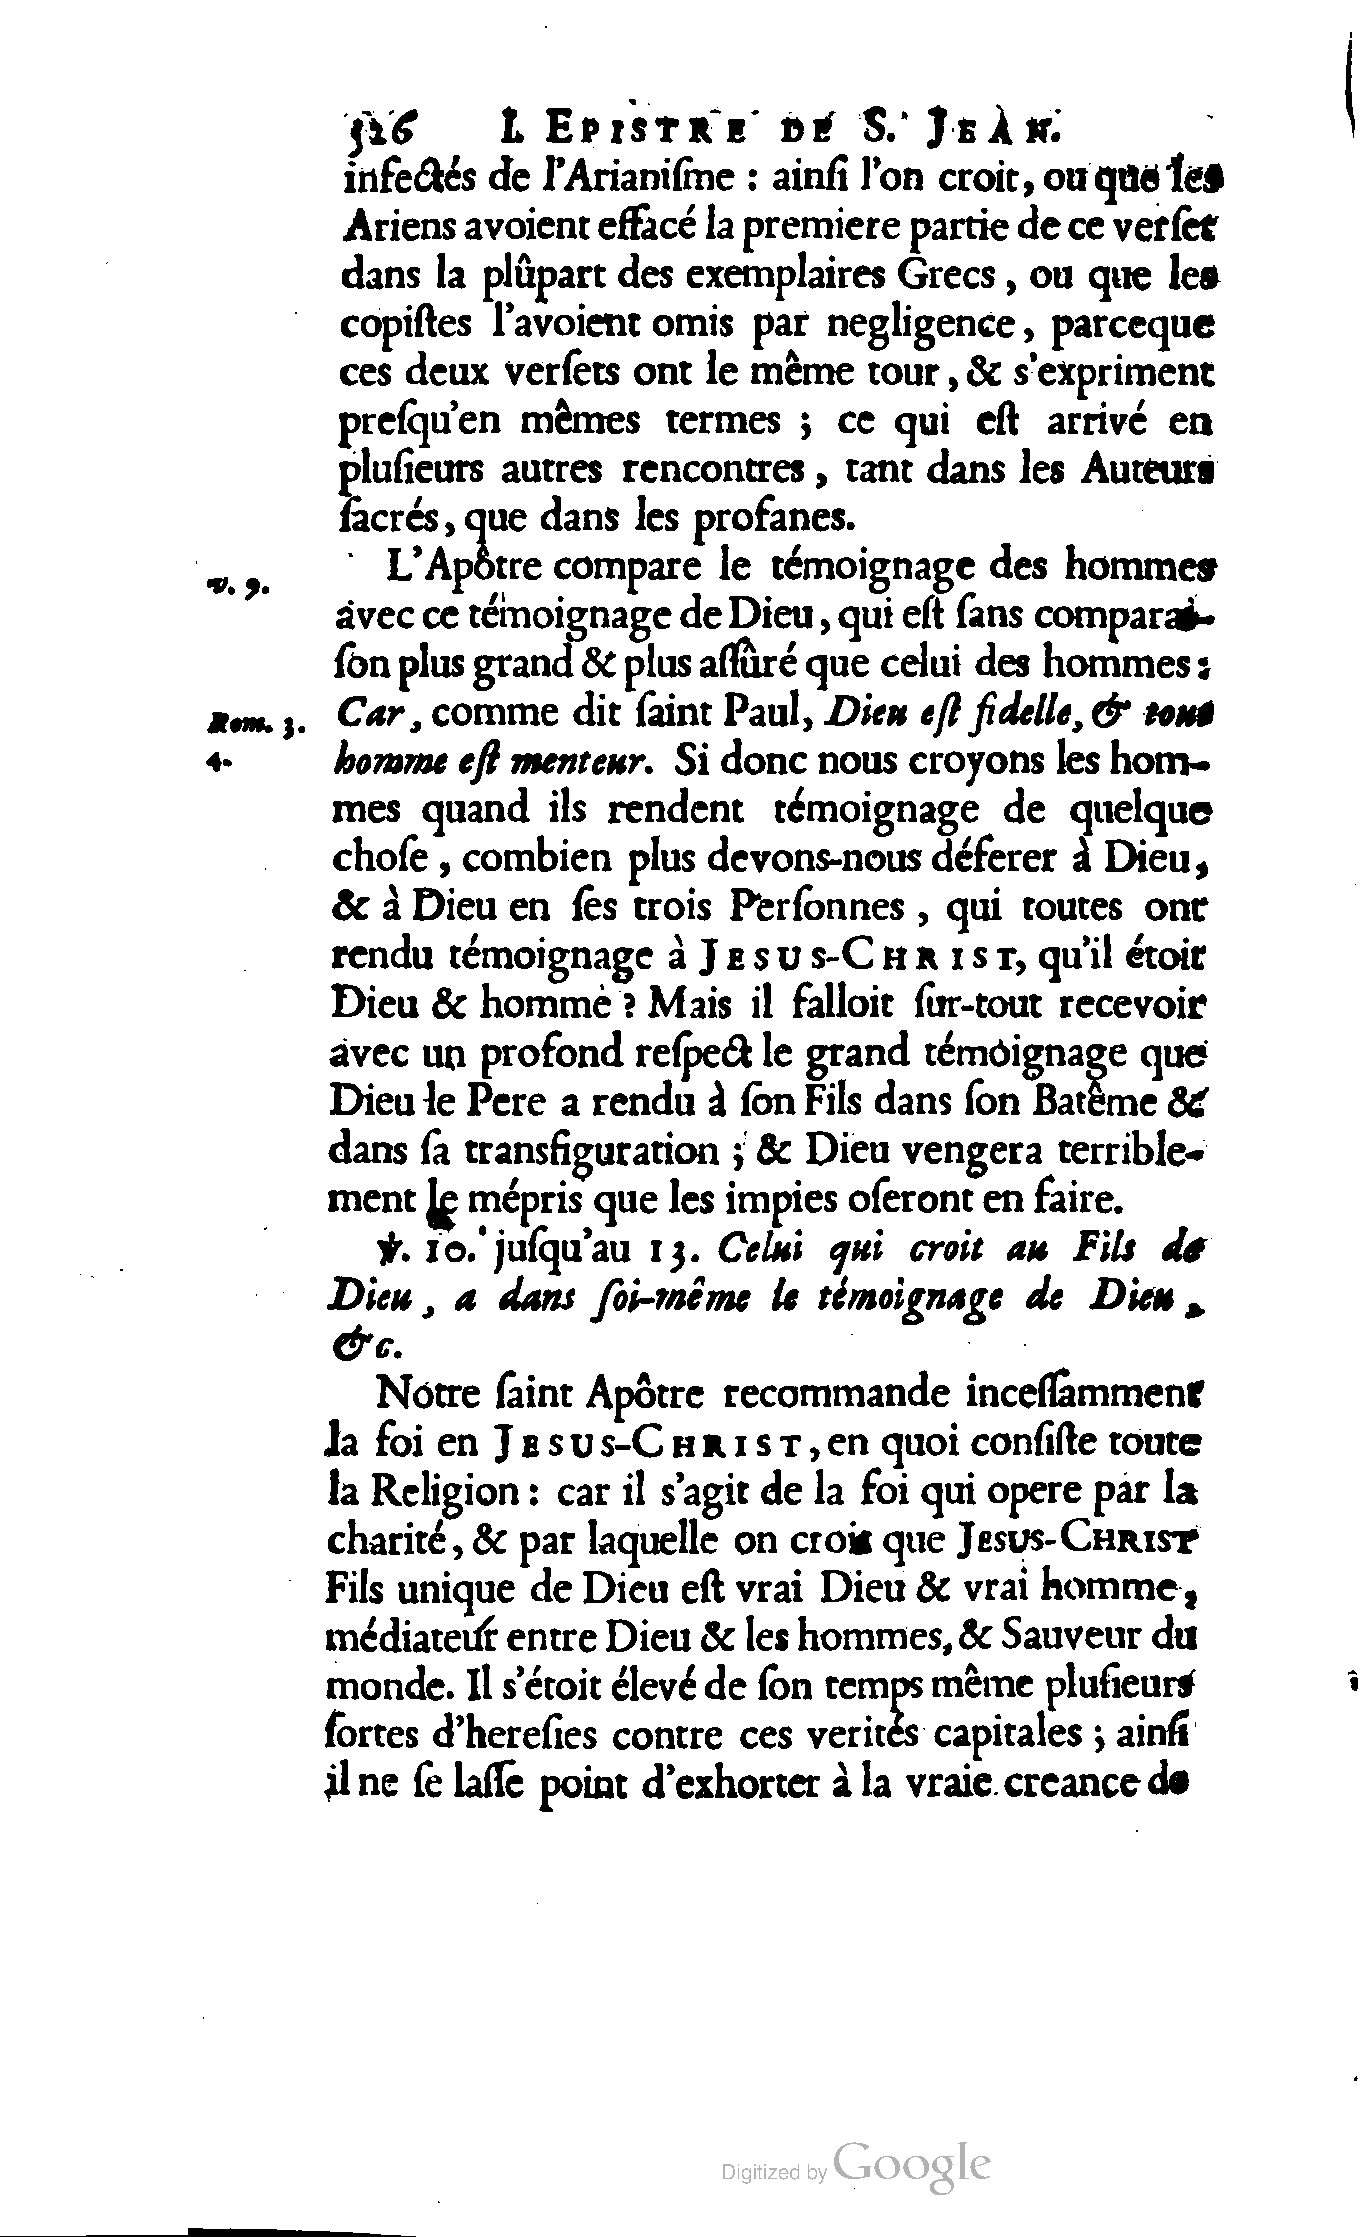 526 I. EPISTRE DE S. JEAN.
infectés de l'Arianiſme : ainſi l'on croit, ou que les
Ariens avoient effacé la premiere partie de ce verſet
dans la plûpart des exemplaires Grecs, ou que les
copiſtes l'avoient omis par negligence, parceque
ces deux verſets ont le même tour, & s'expriment
preſqu'en mêmes termes ; ce qui eſt arrivé en
pluſieurs autres rencontres, tant dans les Auteurs
ſacrés, que dans les profanes.
v. 9. L'Apôtre compare le témoignage des hommes
avec ce témoignage de Dieu, qui eſt ſans comparai-
ſon plus grand & plus aſſûré que celui des hommes :
Rom. 3. Car, comme dit ſaint Paul, Dieu eſt fidelle, & tout
4. homme eſt menteur. Si donc nous croyons les hom-
mes quand ils rendent témoignage de quelque
choſe, combien plus devons-nous déferer à Dieu,
& à Dieu en ſes trois Perſonnes, qui toutes ont
rendu témoignage à JESUS-CHRIST, qu'il étoit
Dieu & homme ? Mais il falloit ſur-tout recevoir
avec un profond reſpect le grand témoignage que
Dieu le Pere a rendu à ſon Fils dans ſon Batême &
dans ſa transfiguration ; & Dieu vengera terrible-
ment le mépris que les impies oſeront en faire.
℣. 10. juſqu'au 13. Celui qui croit au Fils de
Dieu, a dans ſoi-même le témoignage de Dieu,
&c.
Nôtre ſaint Apôtre recommande inceſſamment
la foi en JESUS-CHRIST, en quoi conſiſte toute
la Religion : car il s'agit de la foi qui opere par la
charité, & par laquelle on croit que JESUS-CHRIST
Fils unique de Dieu eſt vrai Dieu & vrai homme,
médiateur entre Dieu & les hommes, & Sauveur du
monde. Il s'étoit élevé de ſon temps même pluſieurs
ſortes d'hereſies contre ces verités capitales ; ainſi
il ne ſe laſſe point d'exhorter à la vraie creance de
Digitized by Google